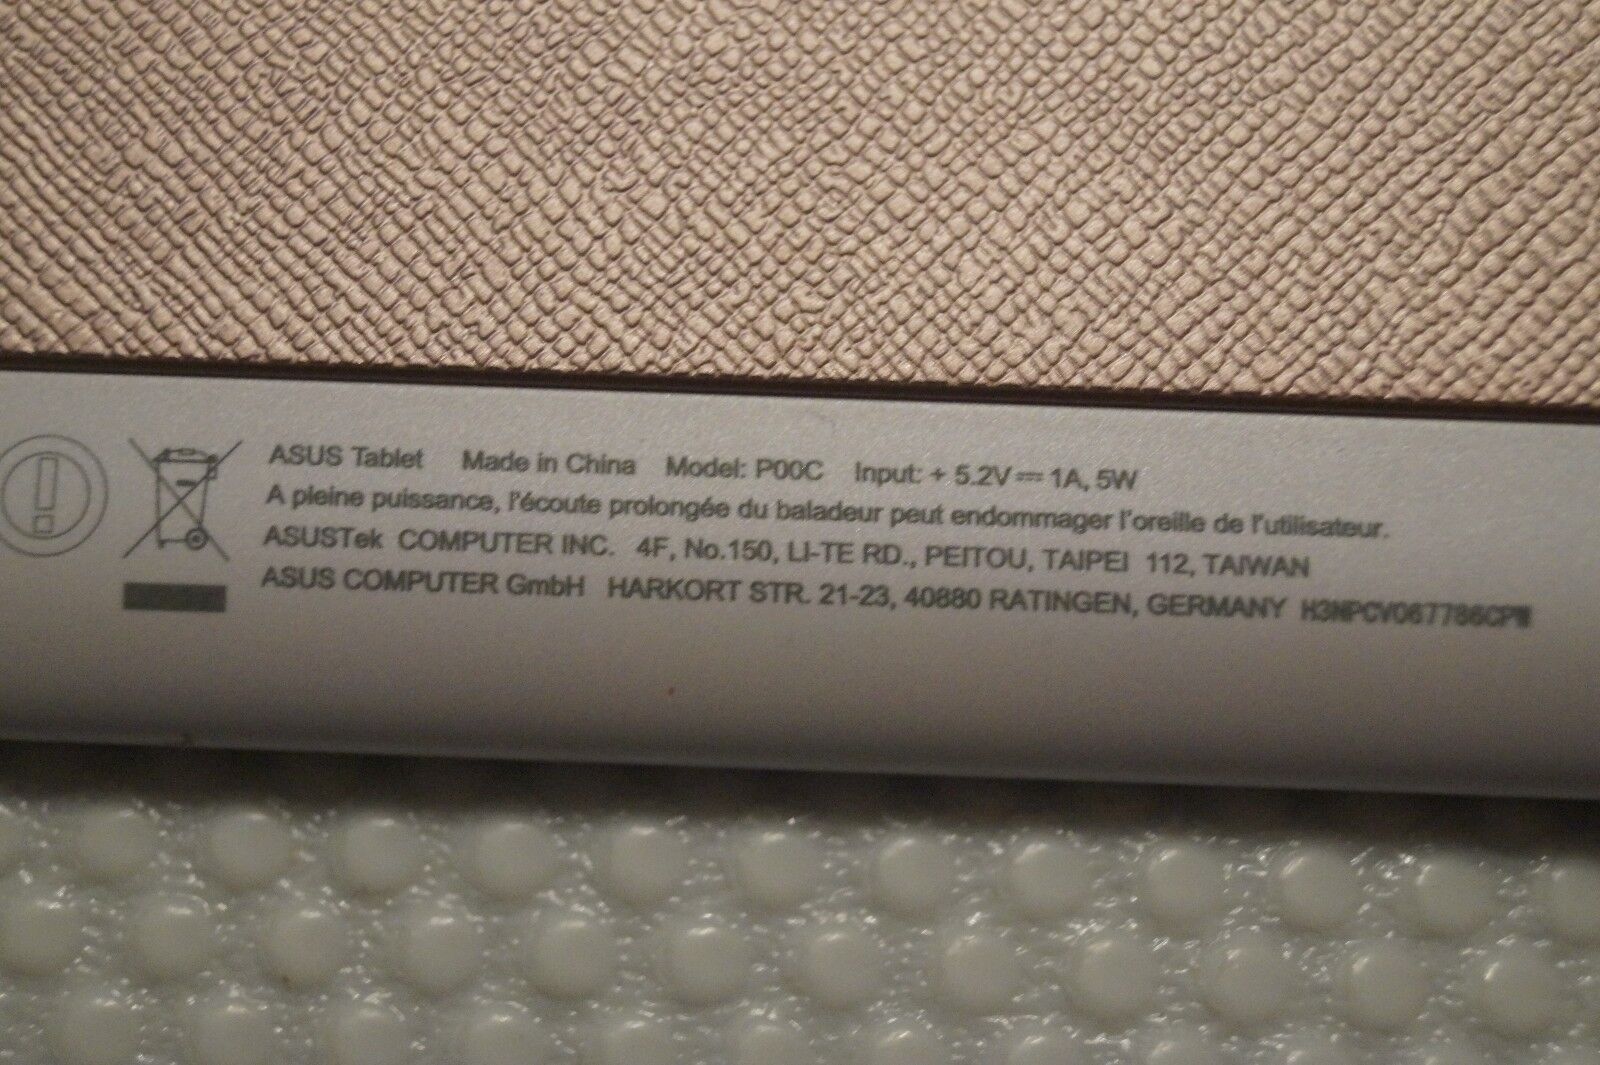 ASUS Tablet Made in China Model: P00C Input: + 5.2V⎓ 1A, 5W
A pleine puissance, l'écoute prolongée du baladeur peut endommager l'oreille de l'utilisateur.
ASUSTek COMPUTER INC. 4F, No.150, LI-TE RD., PEITOU, TAIPEI 112, TAIWAN
ASUS COMPUTER GmbH HARKORT STR. 21-23, 40880 RATINGEN, GERMANY